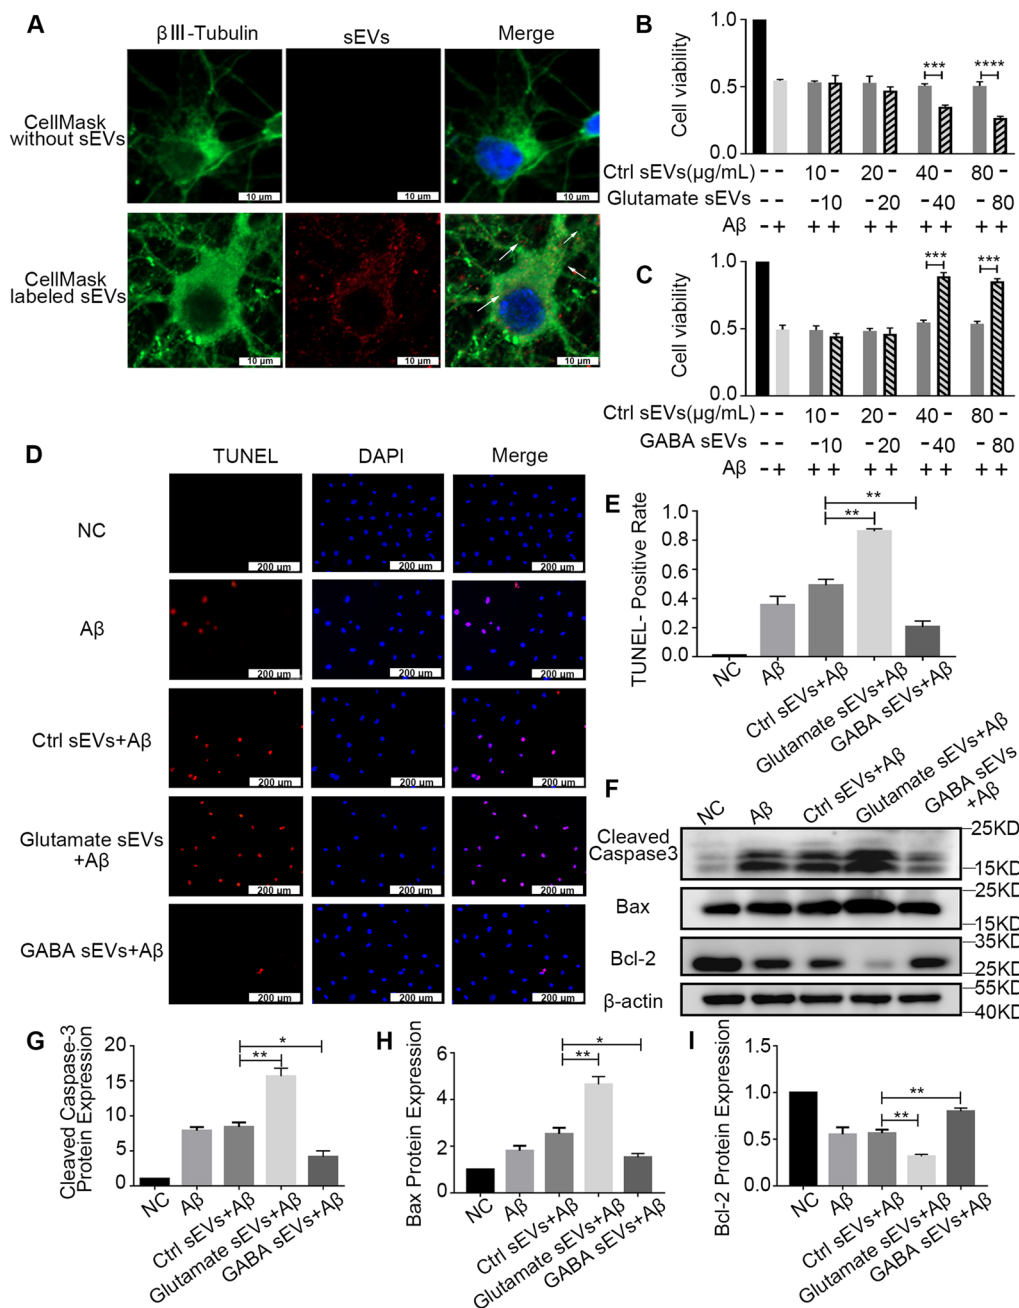 A
βⅢ-Tubulin
sEVs
Merge
CellMask
without sEVs
10 μm
10 μm
10 μm
CellMask
labeled sEVs
10 μm
10 μm
10 μm
B
Cell viability
1.0
0.5
0.0
***
****
Ctrl sEVs(μg/mL) - - 10 - 20 - 40 - 80 -
Glutamate sEVs - - - 10 - 20 - 40 - 80
Aβ - + + + + + + + + +
C
Cell viability
1.0
0.5
1.0
***
***
Ctrl sEVs(μg/mL) - - 10 - 20 - 40 - 80 -
GABA sEVs - - - 10 - 20 - 40 - 80
Aβ - + + + + + + + + +
D
TUNEL
DAPI
Merge
NC
200 μm
200 μm
200 μm
Aβ
200 μm
200 μm
200 μm
Ctrl sEVs+Aβ
200 μm
200 μm
200 μm
Glutamate sEVs
+Aβ
200 μm
200 μm
200 μm
GABA sEVs+Aβ
200 μm
200 μm
200 μm
E
TUNEL- Positive Rate
1.0
0.8
0.6
0.4
0.2
0.0
**
**
NC
Aβ
Ctrl sEVs+Aβ
Glutamate sEVs+Aβ
GABA sEVs+Aβ
F
NC
Aβ
Ctrl sEVs+Aβ
Glutamate sEVs+Aβ
GABA sEVs
+Aβ
Cleaved
Caspase3
25KD
15KD
Bax
25KD
15KD
Bcl-2
35KD
25KD
β-actin
55KD
40KD
G
Cleaved Caspase-3
Protein Expression
20
15
10
5
0
*
**
NC
Aβ
Ctrl sEVs+Aβ
Glutamate sEVs+Aβ
GABA sEVs+Aβ
H
Bax Protein Expression
6
4
2
0
*
**
NC
Aβ
Ctrl sEVs+Aβ
Glutamate sEVs+Aβ
GABA sEVs+Aβ
I
Bcl-2 Protein Expression
1.5
1.0
0.5
0.0
**
**
NC
Aβ
Ctrl sEVs+Aβ
Glutamate sEVs+Aβ
GABA sEVs+Aβ